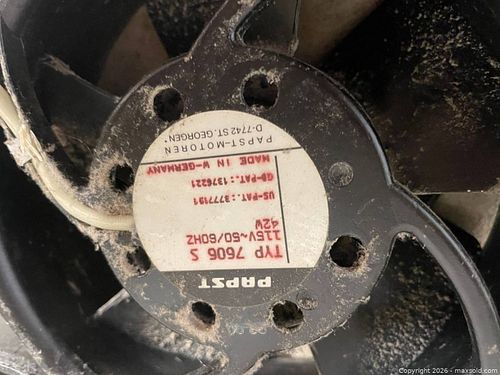 PAPST
TYP 7606 S
115V~50/60HZ
42W
US-PAT.:3777191
GB-PAT.:1376221
MADE IN W-GERMANY
PAPST-MOTOREN
D-7742 ST. GEORGEN
Copyright 2026 - maxsold.com